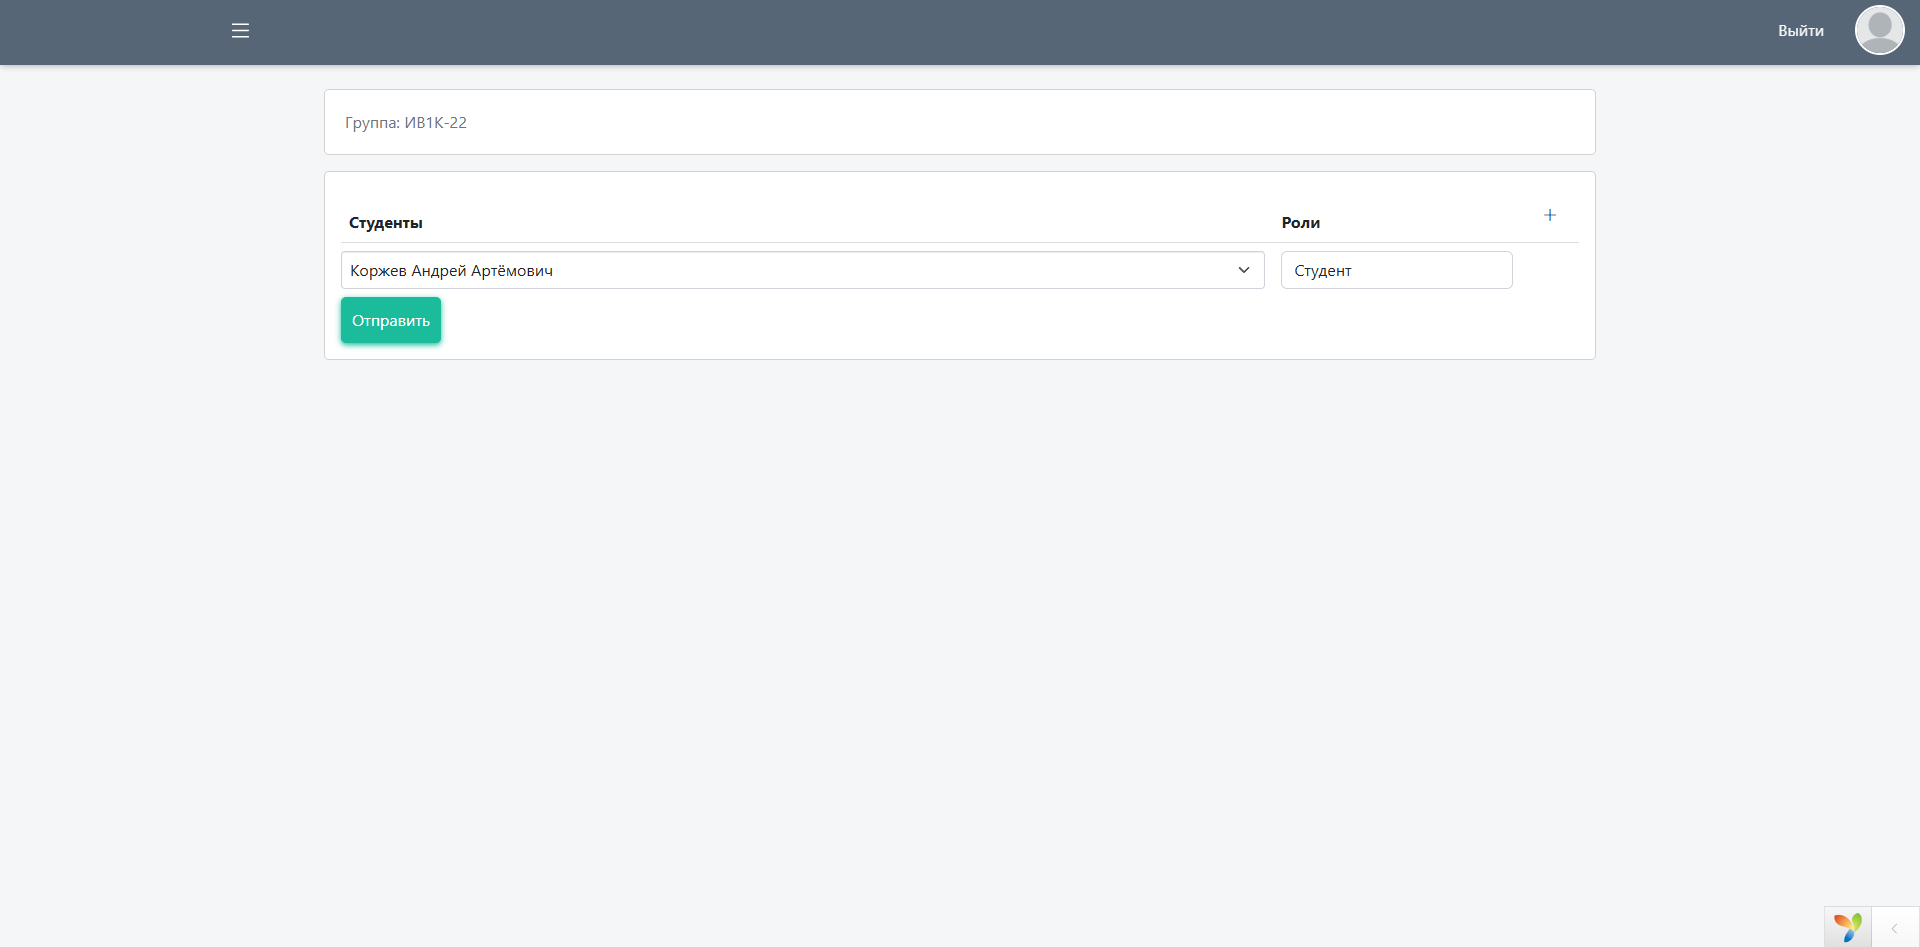 Выйти
Группа: ИВ1К-22
Студенты Роли
Коржев Андрей Артёмович Студент
Отправить